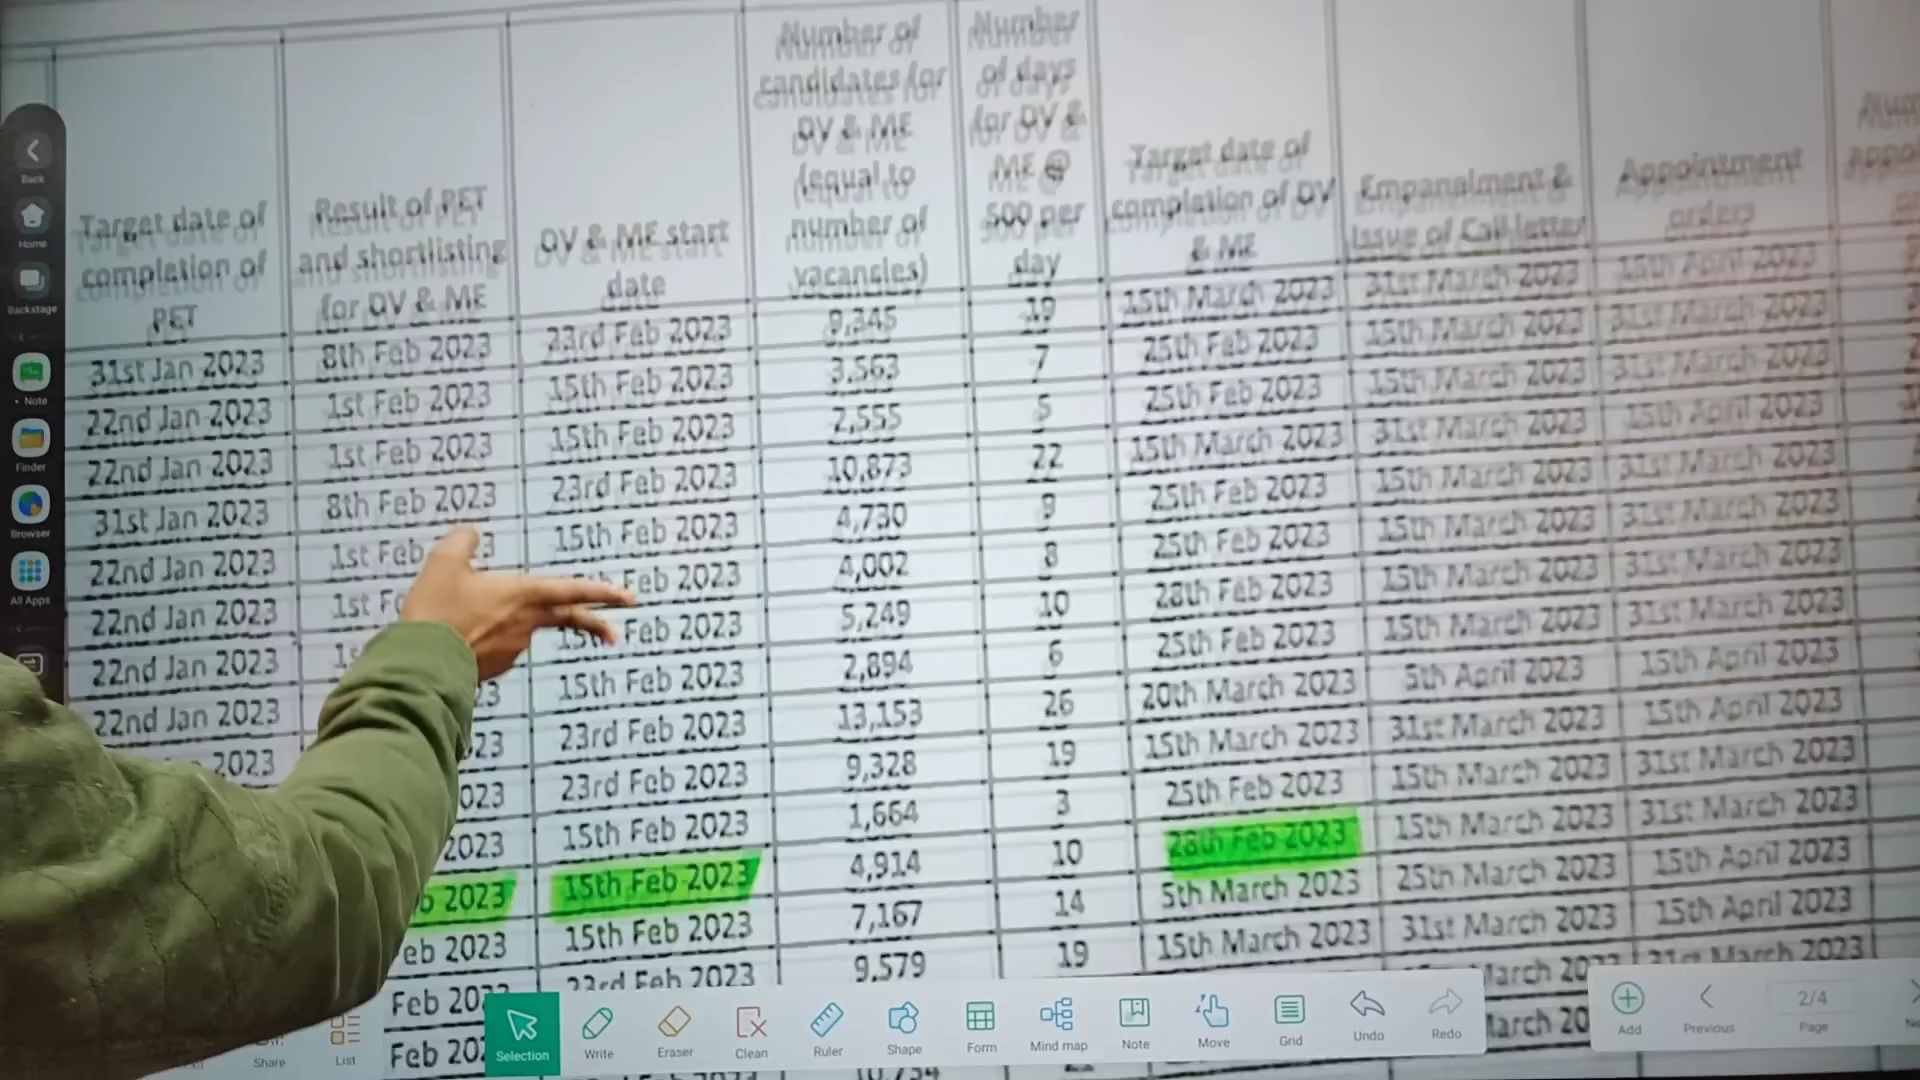 Number of candidates for DV & ME (equal to number of vacancies)
Number of days for DV & ME @ 500 per day
Target date of completion of PET
Result of PET and shortlisting for DV & ME
DV & ME start date
Target date of completion of DV & ME
Empanelment & Issue of Call letter
Appointment orders
31st Jan 2023 8th Feb 2023 23rd Feb 2023 9,345 19 15th March 2023 31st March 2023 15th April 2023
22nd Jan 2023 1st Feb 2023 15th Feb 2023 3,563 7 25th Feb 2023 15th March 2023 31st March 2023
22nd Jan 2023 1st Feb 2023 15th Feb 2023 2,555 5 25th Feb 2023 15th March 2023 31st March 2023
31st Jan 2023 8th Feb 2023 23rd Feb 2023 10,873 22 15th March 2023 31st March 2023 15th April 2023
22nd Jan 2023 1st Feb 15th Feb 2023 4,730 9 25th Feb 2023 15th March 2023 31st March 2023
22nd Jan 2023 1st Feb 2023 4,002 8 25th Feb 2023 15th March 2023 31st March 2023
22nd Jan 2023 15th Feb 2023 5,249 10 28th Feb 2023 15th March 2023 31st March 2023
22nd Jan 2023 15th Feb 2023 2,894 6 25th Feb 2023 15th March 2023 31st March 2023
2023 23rd Feb 2023 13,153 26 20th March 2023 5th April 2023 15th April 2023
023 23rd Feb 2023 9,328 19 15th March 2023 31st March 2023 15th April 2023
2023 15th Feb 2023 1,664 3 25th Feb 2023 15th March 2023 31st March 2023
2023 15th Feb 2023 4,914 10 28th Feb 2023 15th March 2023 31st March 2023
Feb 2023 15th Feb 2023 7,167 14 5th March 2023 25th March 2023 15th April 2023
Feb 23rd Feb 2023 9,579 19 15th March 2023 31st March 2023 15th April 2023
Feb March 31st March 2023
10,734
Back
Home
Backstage
Note
Finder
Browser
All Apps
Share
List
Selection
Write
Eraser
Clean
Ruler
Shape
Form
Mind map
Note
Move
Grid
Undo
Redo
Add
Previous
2/4
Page